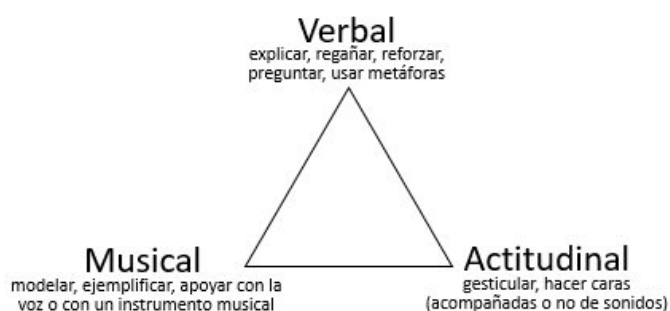 Verbal
explicar, regañar, reforzar,
preguntar, usar metáforas
Musical
modelar, ejemplificar, apoyar con la
voz o con un instrumento musical
Actitudinal
gesticular, hacer caras
(acompañadas o no de sonidos)